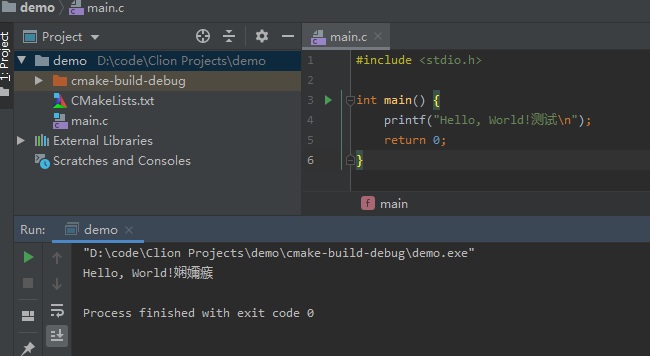 demo › main.c
1: Project
Project
demo D:\code\Clion Projects\demo
cmake-build-debug
CMakeLists.txt
main.c
External Libraries
Scratches and Consoles
main.c
1 #include <stdio.h>
2
3 int main() {
4 printf("Hello, World!测试\n");
5 return 0;
6 }
f main
Run: demo
"D:\code\Clion Projects\demo\cmake-build-debug\demo.exe"
Hello, World!娴嬭瘯
Process finished with exit code 0